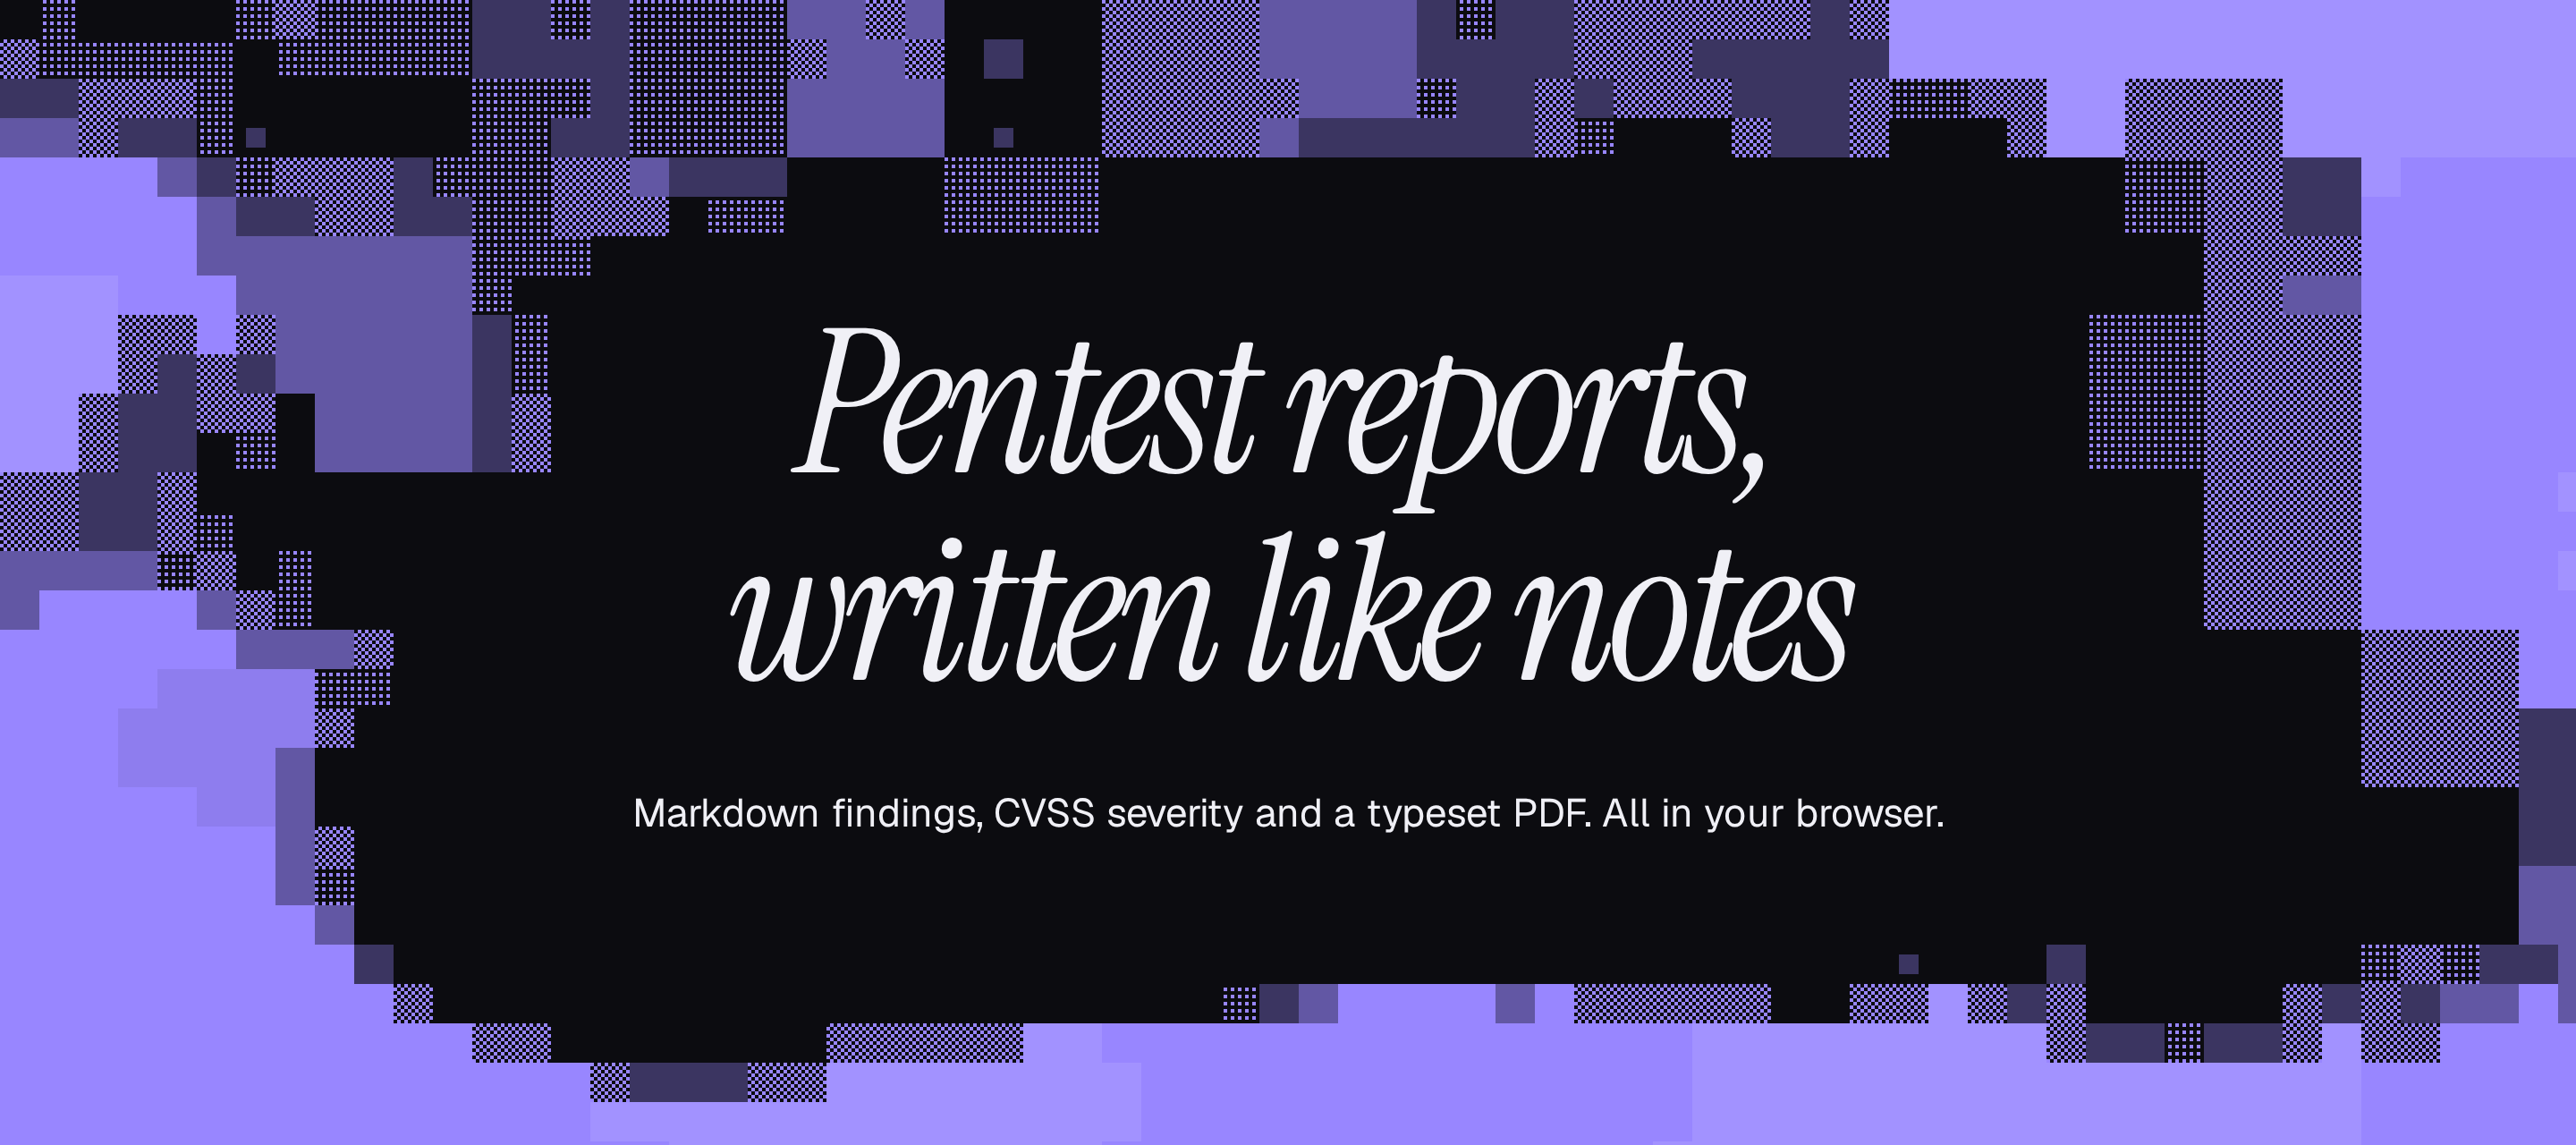 Pentest reports,
written like notes
Markdown findings, CVSS severity and a typeset PDF. All in your browser.